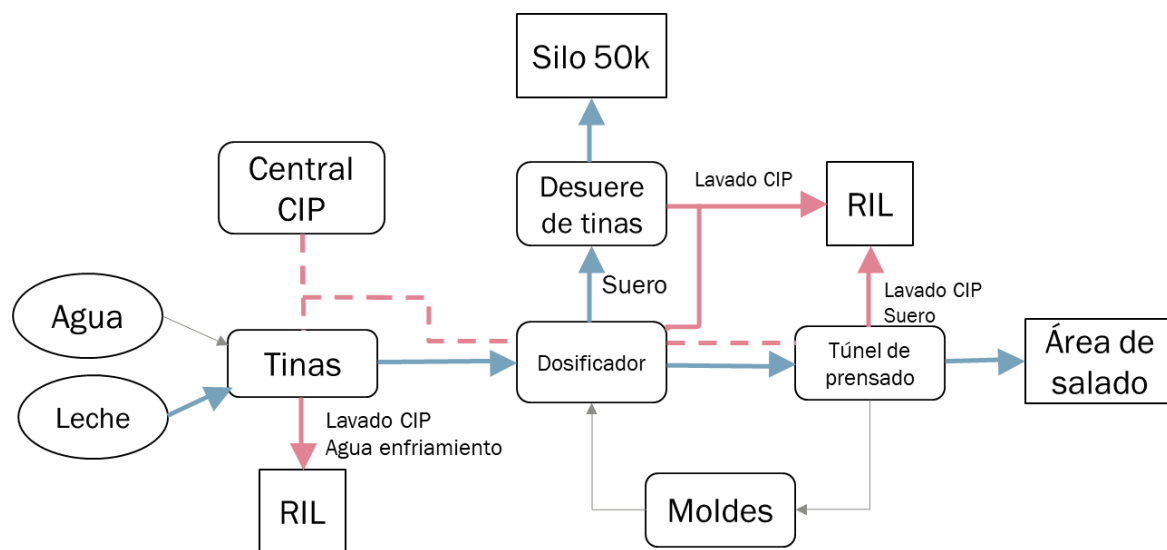 Silo 50k
Central
CIP
Desuere
de tinas
Lavado CIP
RIL
Agua
Suero
Lavado CIP
Suero
Tinas
Dosificador
Túnel de
prensado
Área de
salado
Leche
Lavado CIP
Agua enfriamiento
RIL
Moldes